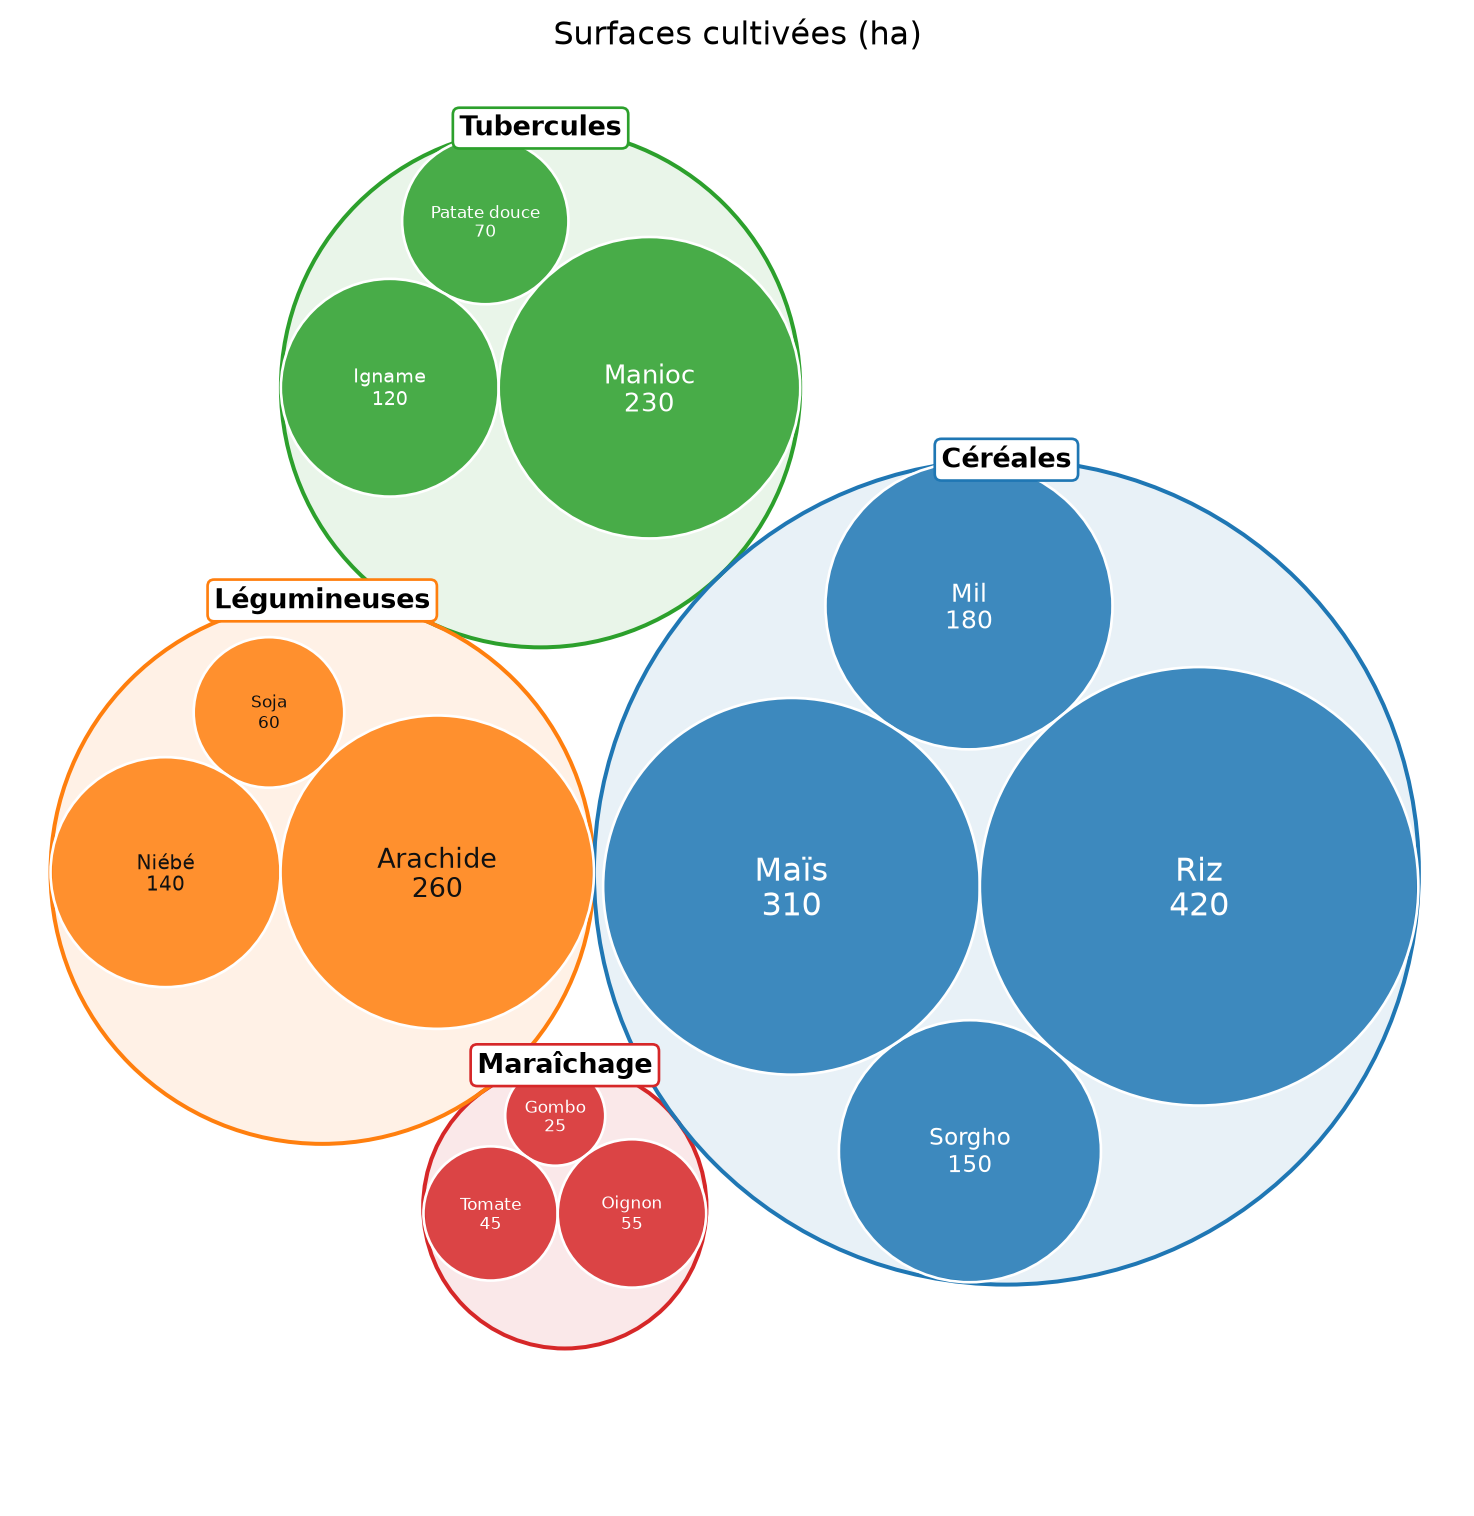 Surfaces cultivées (ha)
Tubercules
Patate douce
70
Igname
120
Manioc
230
Céréales
Mil
180
Maïs
310
Riz
420
Sorgho
150
Légumineuses
Soja
60
Niébé
140
Arachide
260
Maraîchage
Gombo
25
Tomate
45
Oignon
55